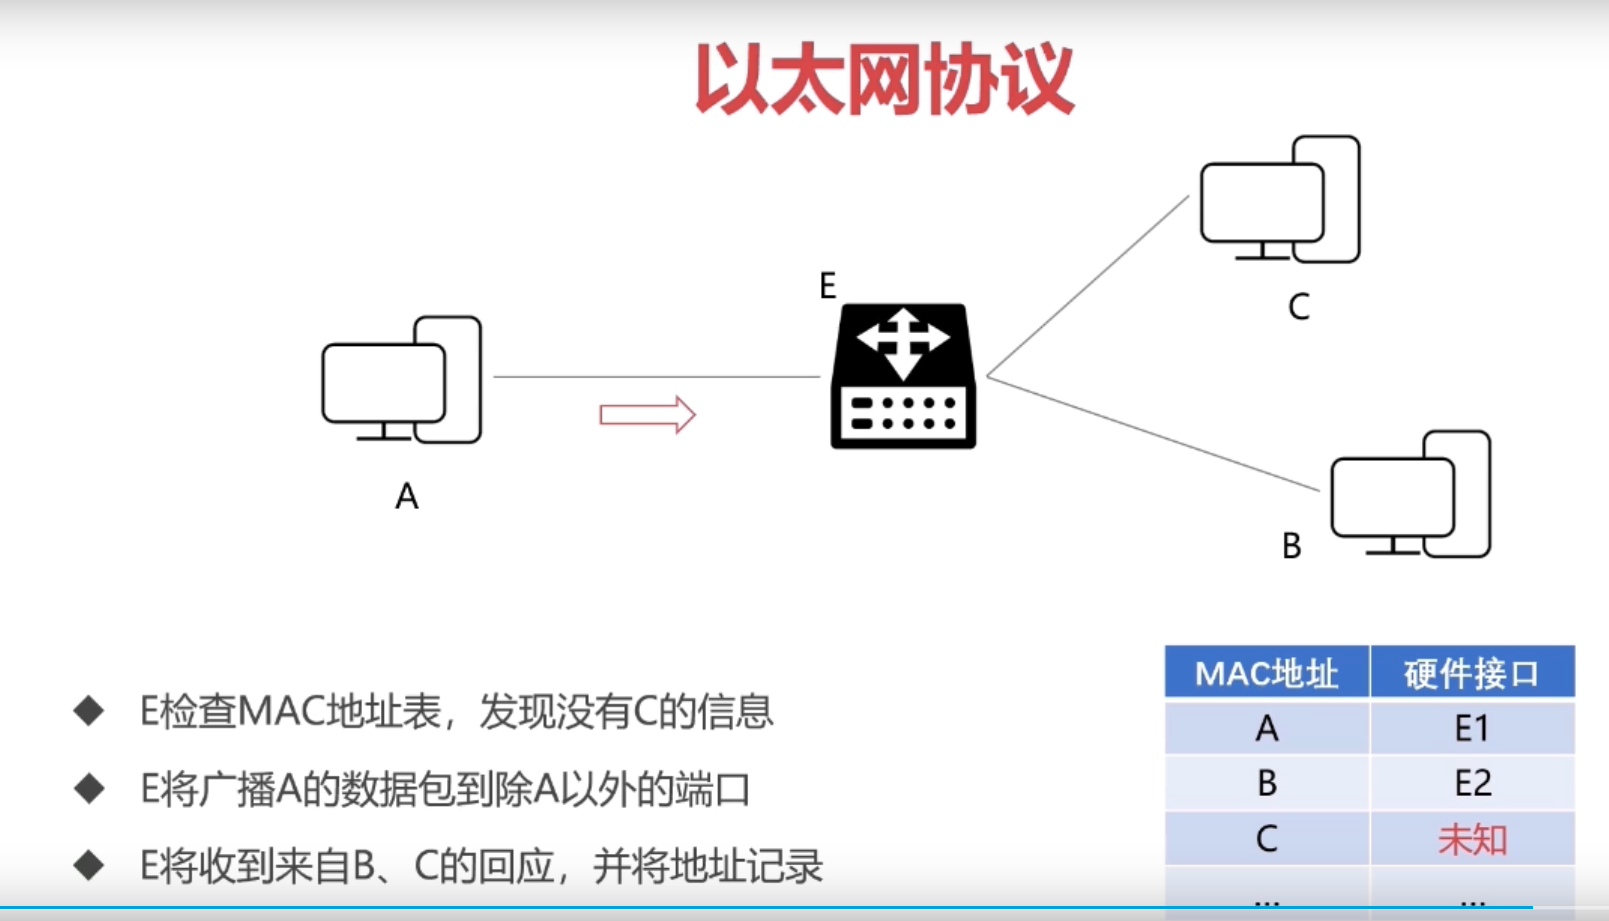 以太网协议
C
E
A
B
MAC地址 硬件接口
A E1
B E2
C 未知
... ...
◆ E检查MAC地址表，发现没有C的信息
◆ E将广播A的数据包到除A以外的端口
◆ E将收到来自B、C的回应，并将地址记录